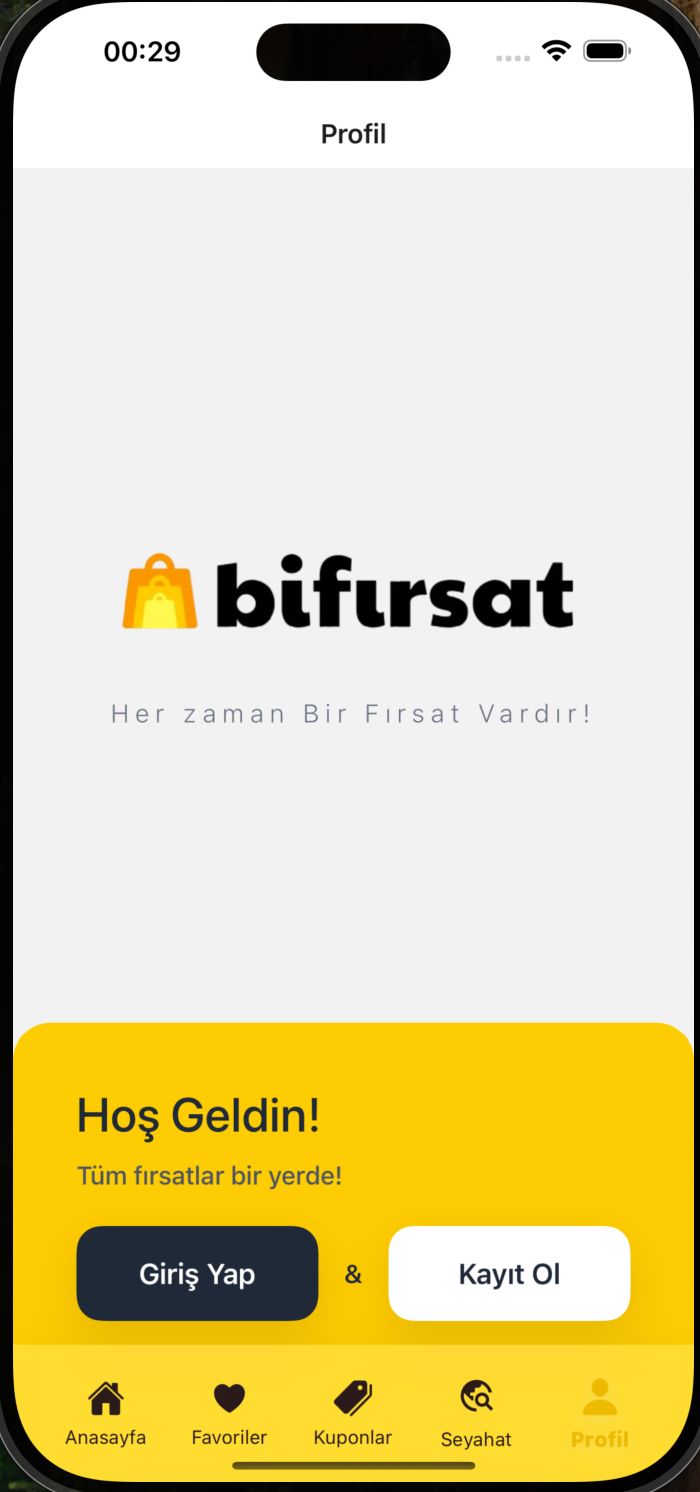 00:29
Profil
bifırsat
Her zaman Bir Fırsat Vardır!
Hoş Geldin!
Tüm fırsatlar bir yerde!
Giriş Yap & Kayıt Ol
Anasayfa Favoriler Kuponlar Seyahat Profil